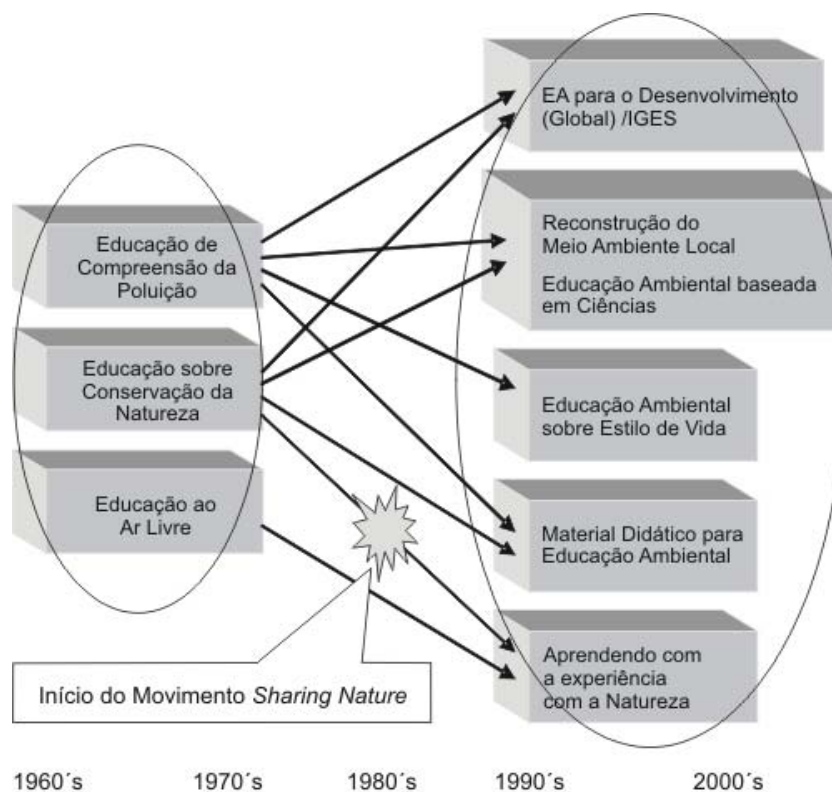 Educação de
Compreensão da
Poluição
Educação sobre
Conservação da
Natureza
Educação ao
Ar Livre
EA para o Desenvolvimento
(Global) /IGES
Reconstrução do
Meio Ambiente Local
Educação Ambiental baseada
em Ciências
Educação Ambiental
sobre Estilo de Vida
Material Didático para
Educação Ambiental
Aprendendo com
a experiência
com a Natureza
Início do Movimento Sharing Nature
1960´s 1970´s 1980´s 1990´s 2000´s